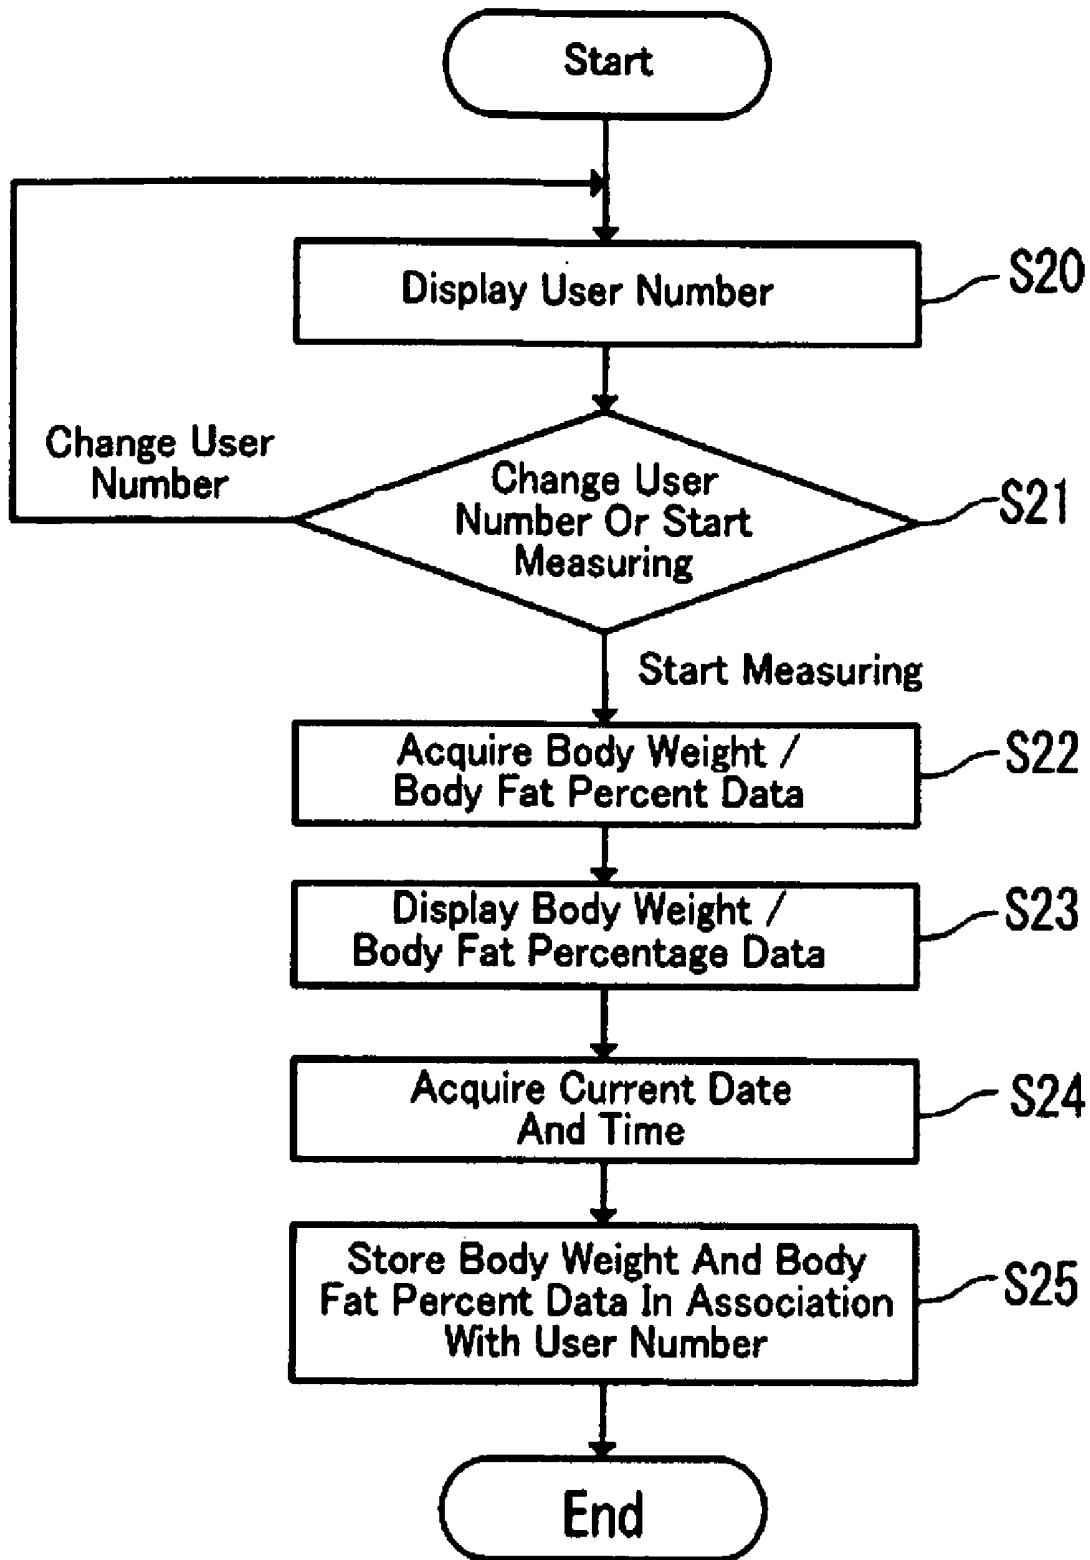 Start
Display User Number
S20
Change User
Number
Change User
Number Or Start
Measuring
S21
Start Measuring
Acquire Body Weight /
Body Fat Percent Data
S22
Display Body Weight /
Body Fat Percentage Data
S23
Acquire Current Date
And Time
S24
Store Body Weight And Body
Fat Percent Data In Association
With User Number
S25
End